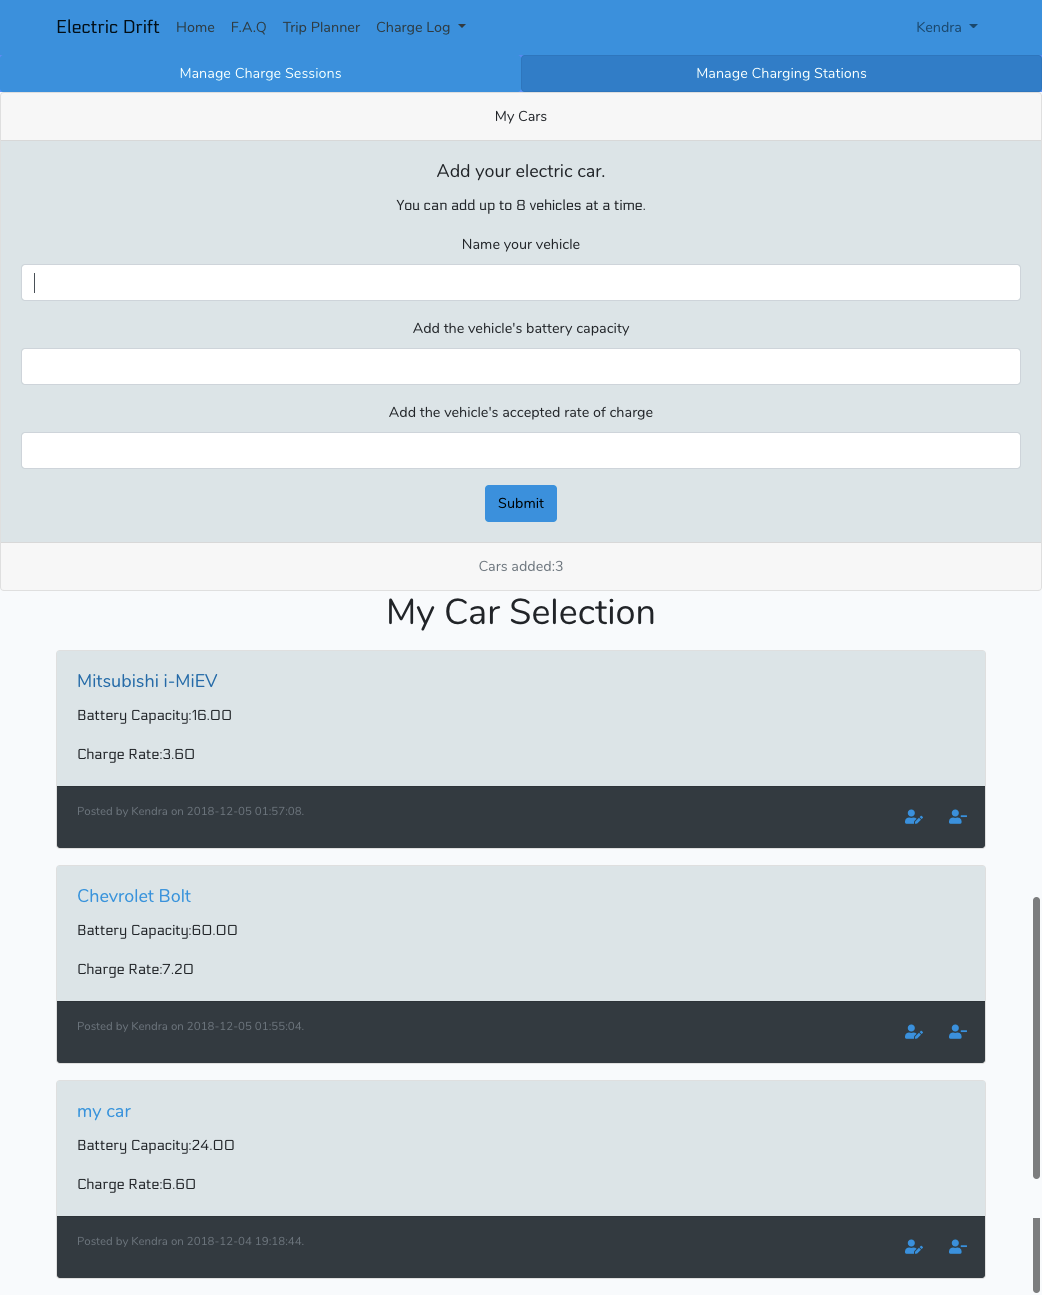 Electric Drift Home F.A.Q Trip Planner Charge Log Kendra
Manage Charge Sessions Manage Charging Stations
My Cars
Add your electric car.
You can add up to 8 vehicles at a time.
Name your vehicle
Add the vehicle's battery capacity
Add the vehicle's accepted rate of charge
Submit
Cars added:3
My Car Selection
Mitsubishi i-MiEV
Battery Capacity:16.00
Charge Rate:3.60
Posted by Kendra on 2018-12-05 01:57:08.
Chevrolet Bolt
Battery Capacity:60.00
Charge Rate:7.20
Posted by Kendra on 2018-12-05 01:55:04.
my car
Battery Capacity:24.00
Charge Rate:6.60
Posted by Kendra on 2018-12-04 19:18:44.